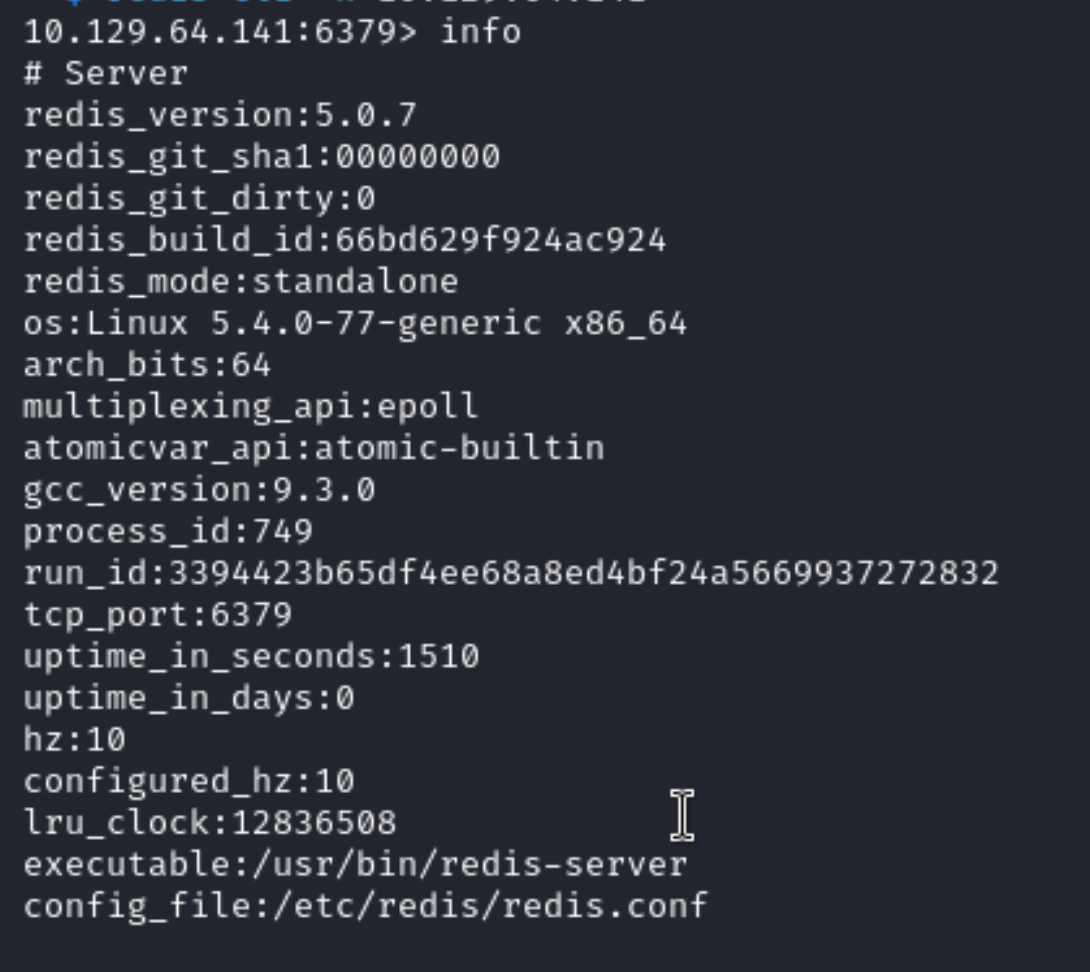 10.129.64.141:6379> info
# Server
redis_version:5.0.7
redis_git_sha1:00000000
redis_git_dirty:0
redis_build_id:66bd629f924ac924
redis_mode:standalone
os:Linux 5.4.0-77-generic x86_64
arch_bits:64
multiplexing_api:epoll
atomicvar_api:atomic-builtin
gcc_version:9.3.0
process_id:749
run_id:3394423b65df4ee68a8ed4bf24a5669937272832
tcp_port:6379
uptime_in_seconds:1510
uptime_in_days:0
hz:10
configured_hz:10
lru_clock:12836508
executable:/usr/bin/redis-server
config_file:/etc/redis/redis.conf